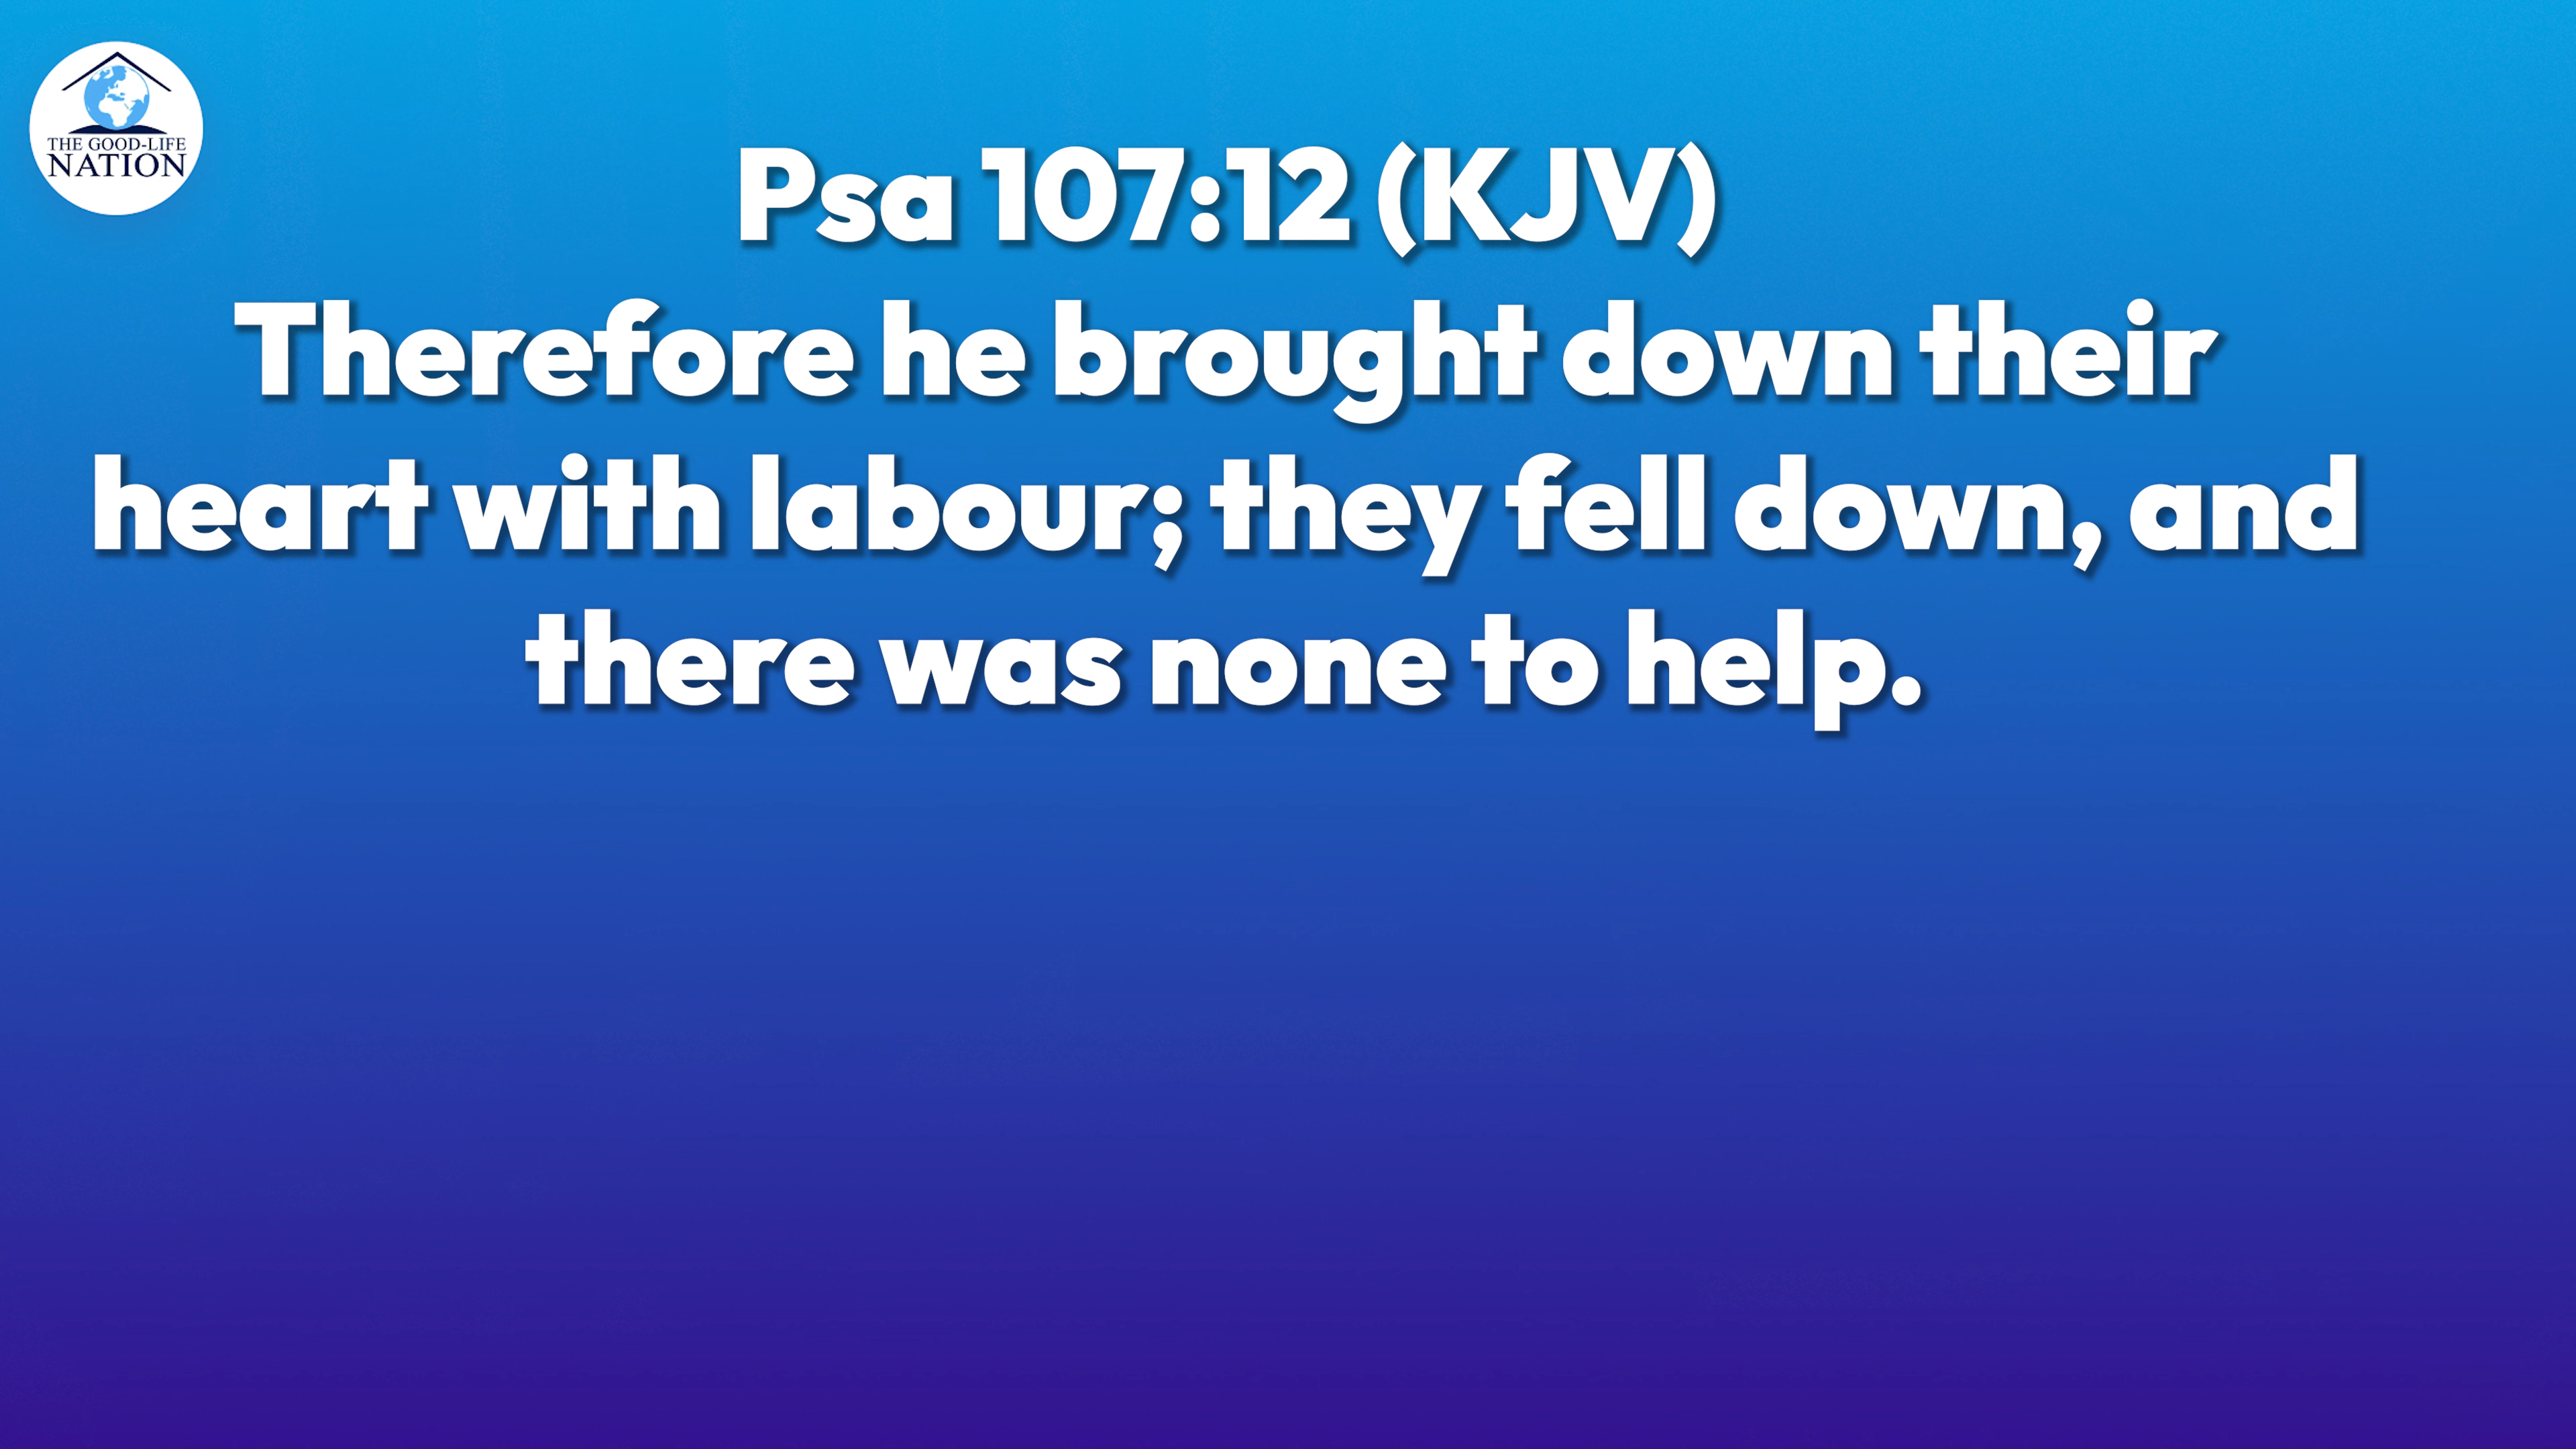 THE GOOD-LIFE
NATION
Psa 107:12 (KJV)
Therefore he brought down their
heart with labour; they fell down, and
there was none to help.